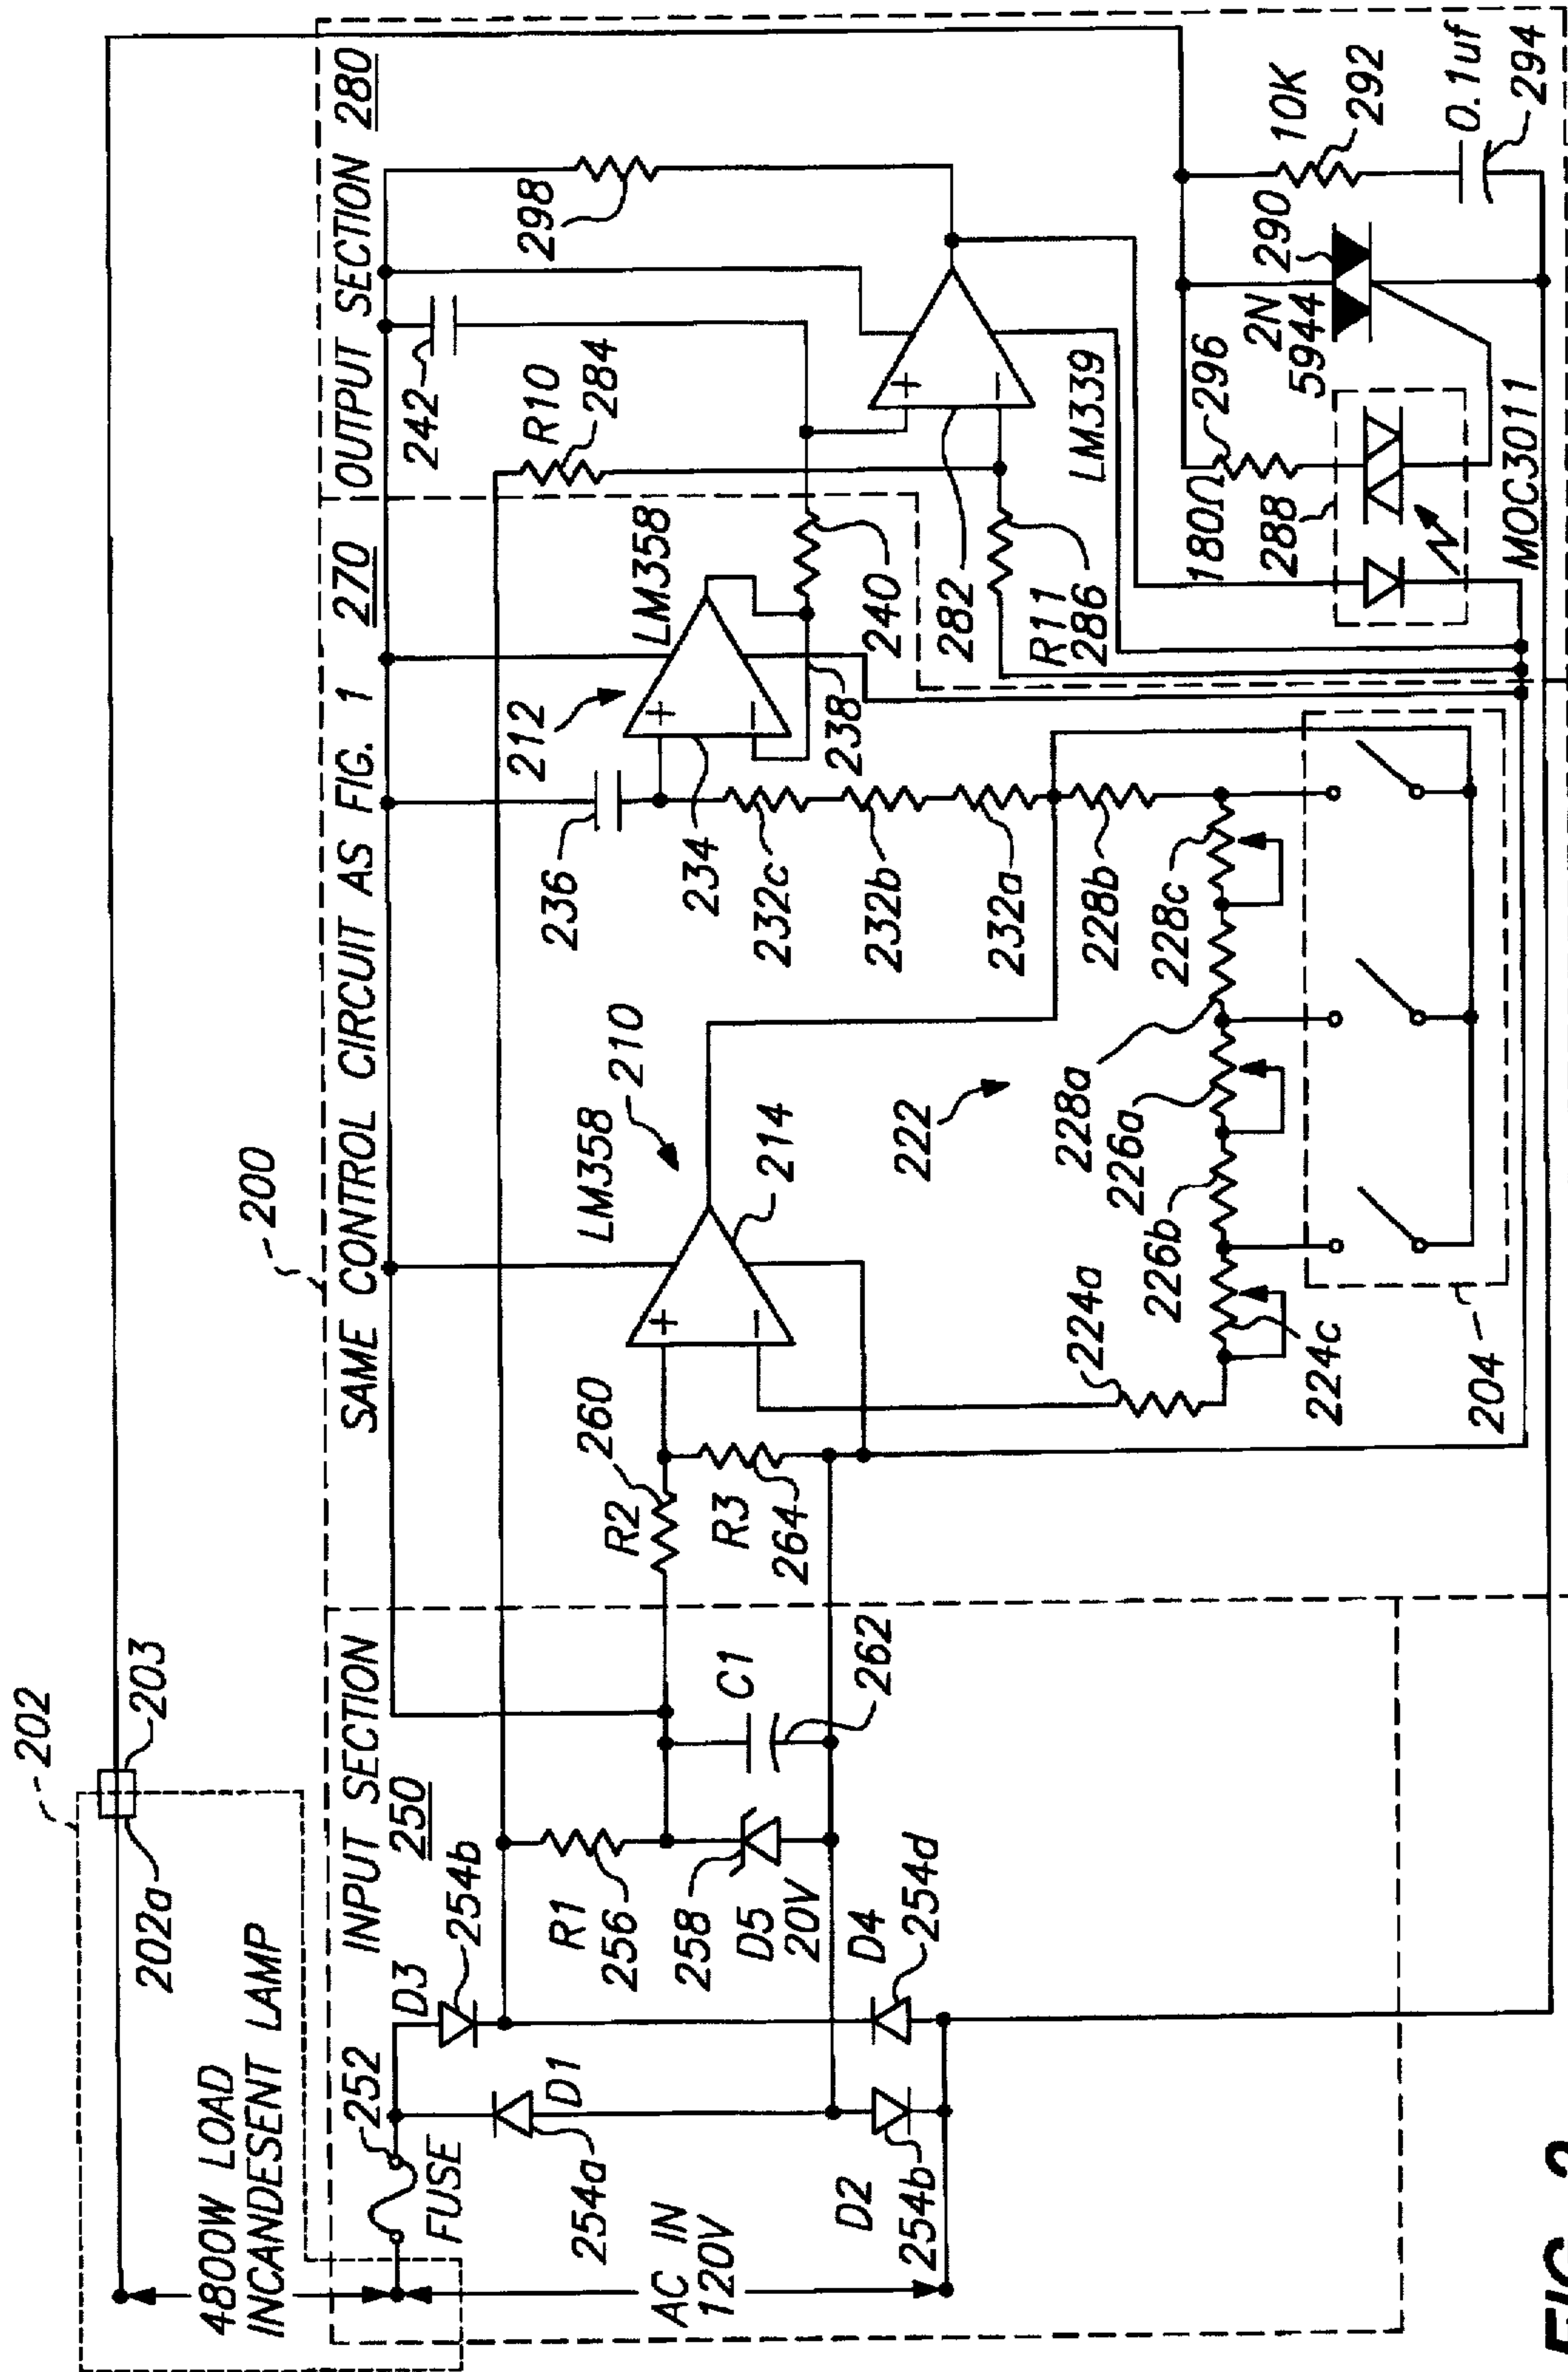 202
202a
203
4800W LOAD
INCANDESENT LAMP
200
INPUT SECTION
250
SAME CONTROL CIRCUIT AS FIG. 1 270
OUTPUT SECTION 280
252
FUSE
D3
254b
D1
254a
AC IN
120V
D2
254b
D4
254d
R1
256
258
D5
20V
C1
262
R2
260
R3
264
LM358
210
214
+
−
222
224a
224c
226b
226a
228a
228c
228b
204
236
234
232c
232b
232a
212
LM358
+
−
238
240
242
R10
284
298
+
−
282
LM339
R11
286
180Ω
296
288
MOC3011
2N
5944
290
10K
292
0.1uf
294